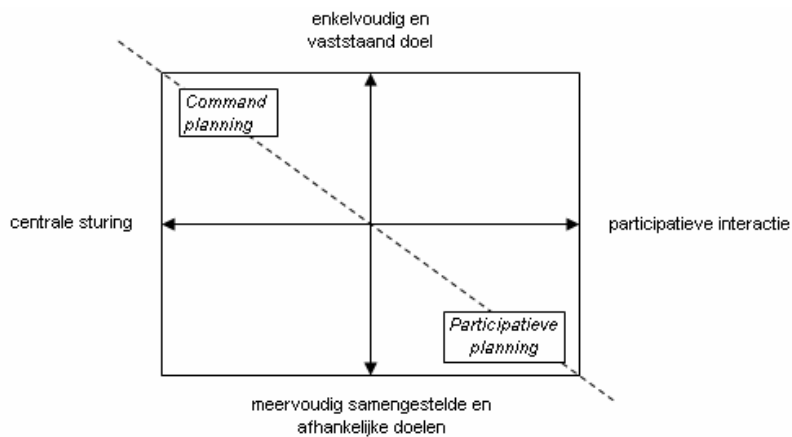 enkelvoudig en
vaststaand doel
Command
planning
centrale sturing
participatieve interactie
Participatieve
planning
meervoudig samengestelde en
afhankelijke doelen